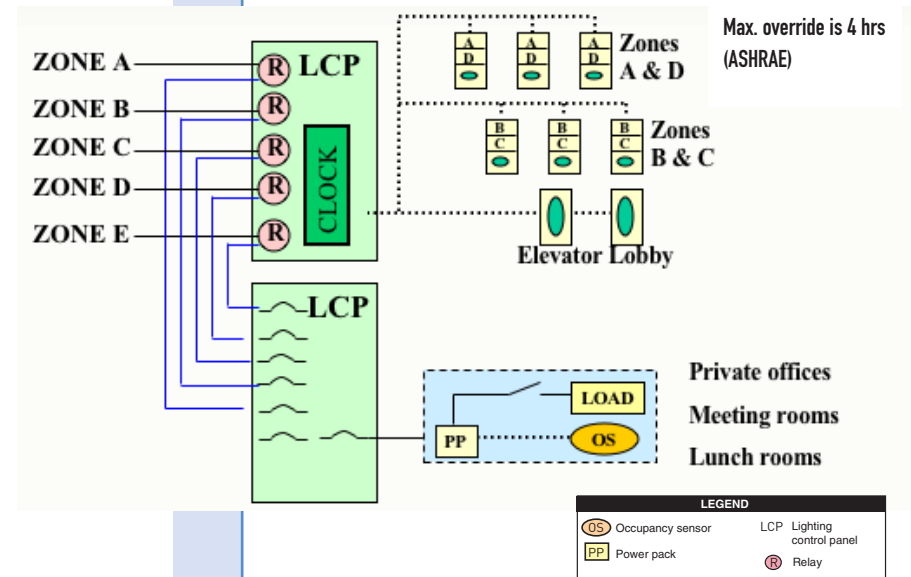 Max. override is 4 hrs
(ASHRAE)
ZONE A
ZONE B
ZONE C
ZONE D
ZONE E
R
R
R
R
R
LCP
CLOCK
A
D
A
D
A
D
Zones
A & D
B
C
B
C
B
C
Zones
B & C
Elevator Lobby
LCP
PP
LOAD
OS
Private offices
Meeting rooms
Lunch rooms
LEGEND
OS Occupancy sensor
PP Power pack
LCP Lighting
control panel
R Relay